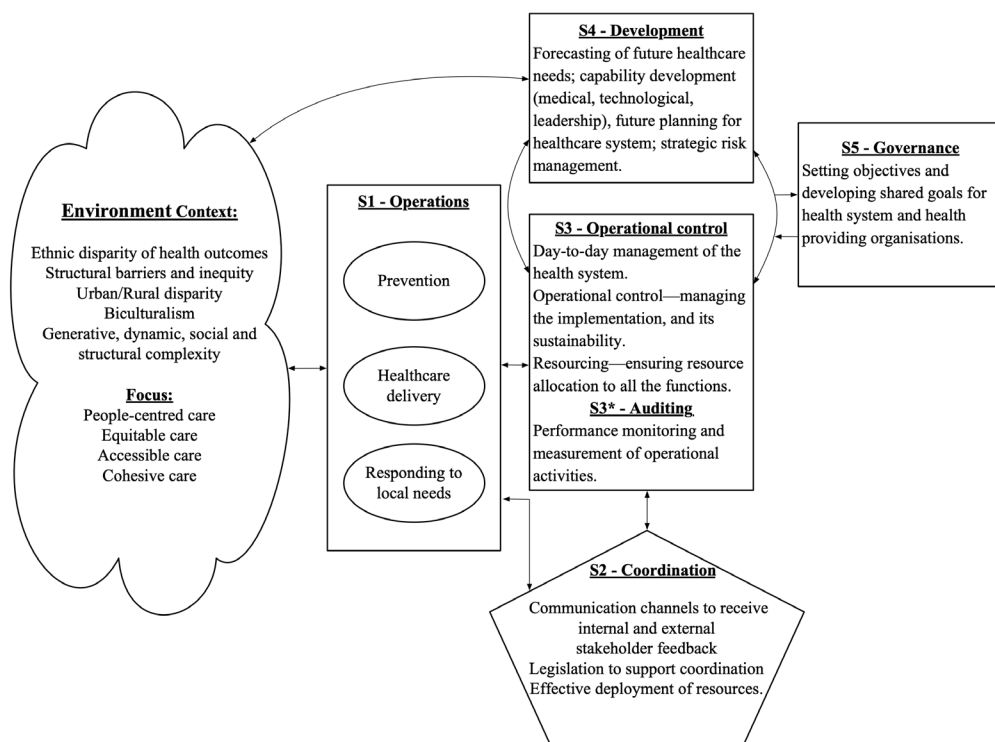 Environment Context:
Ethnic disparity of health outcomes
Structural barriers and inequity
Urban/Rural disparity
Biculturalism
Generative, dynamic, social and
structural complexity
Focus:
People-centred care
Equitable care
Accessible care
Cohesive care
S1 - Operations
Prevention
Healthcare
delivery
Responding to
local needs
S4 - Development
Forecasting of future healthcare
needs; capability development
(medical, technological,
leadership), future planning for
healthcare system; strategic risk
management.
S3 - Operational control
Day-to-day management of the
health system.
Operational control—managing
the implementation, and its
sustainability.
Resourcing—ensuring resource
allocation to all the functions.
S3* - Auditing
Performance monitoring and
measurement of operational
activities.
S5 - Governance
Setting objectives and
developing shared goals for
health system and health
providing organisations.
S2 - Coordination
Communication channels to receive
internal and external
stakeholder feedback
Legislation to support coordination
Effective deployment of resources.